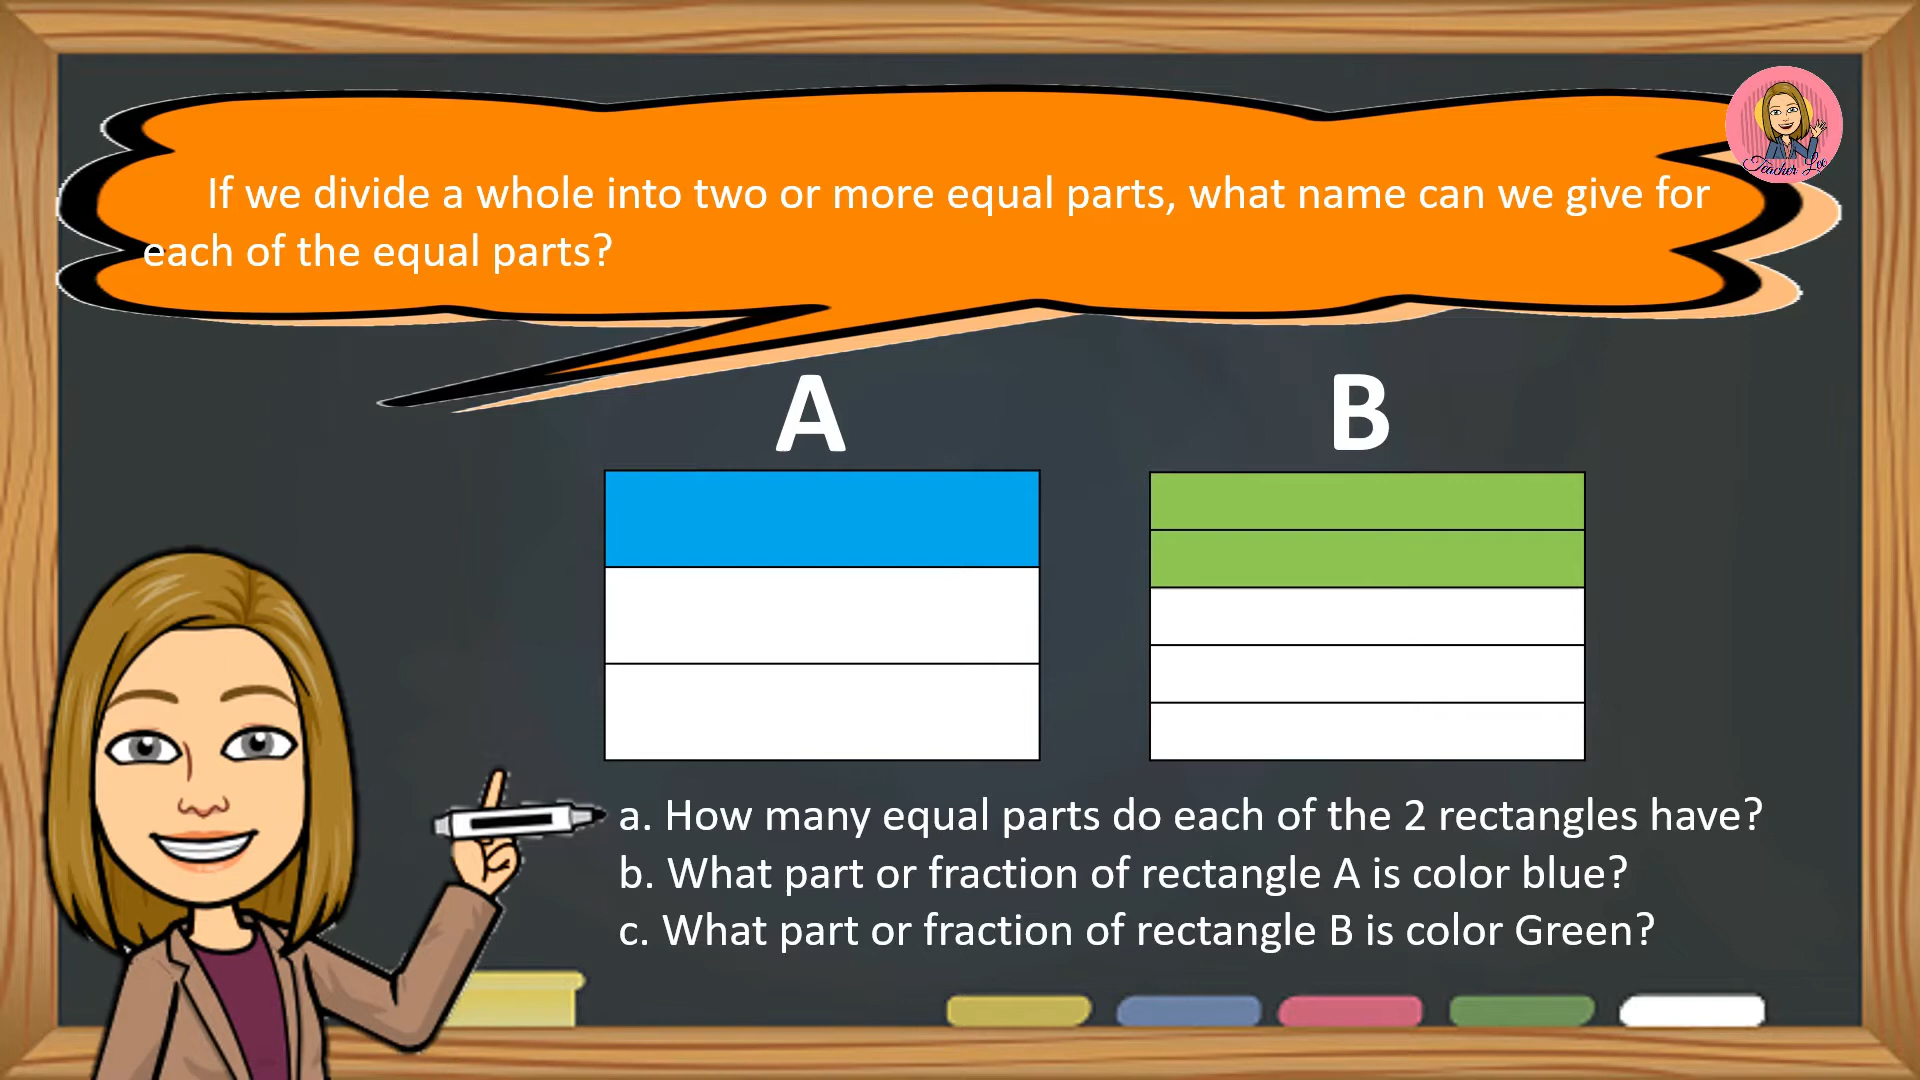 Teacher Lee
If we divide a whole into two or more equal parts, what name can we give for
each of the equal parts?
A
B
a. How many equal parts do each of the 2 rectangles have?
b. What part or fraction of rectangle A is color blue?
c. What part or fraction of rectangle B is color Green?